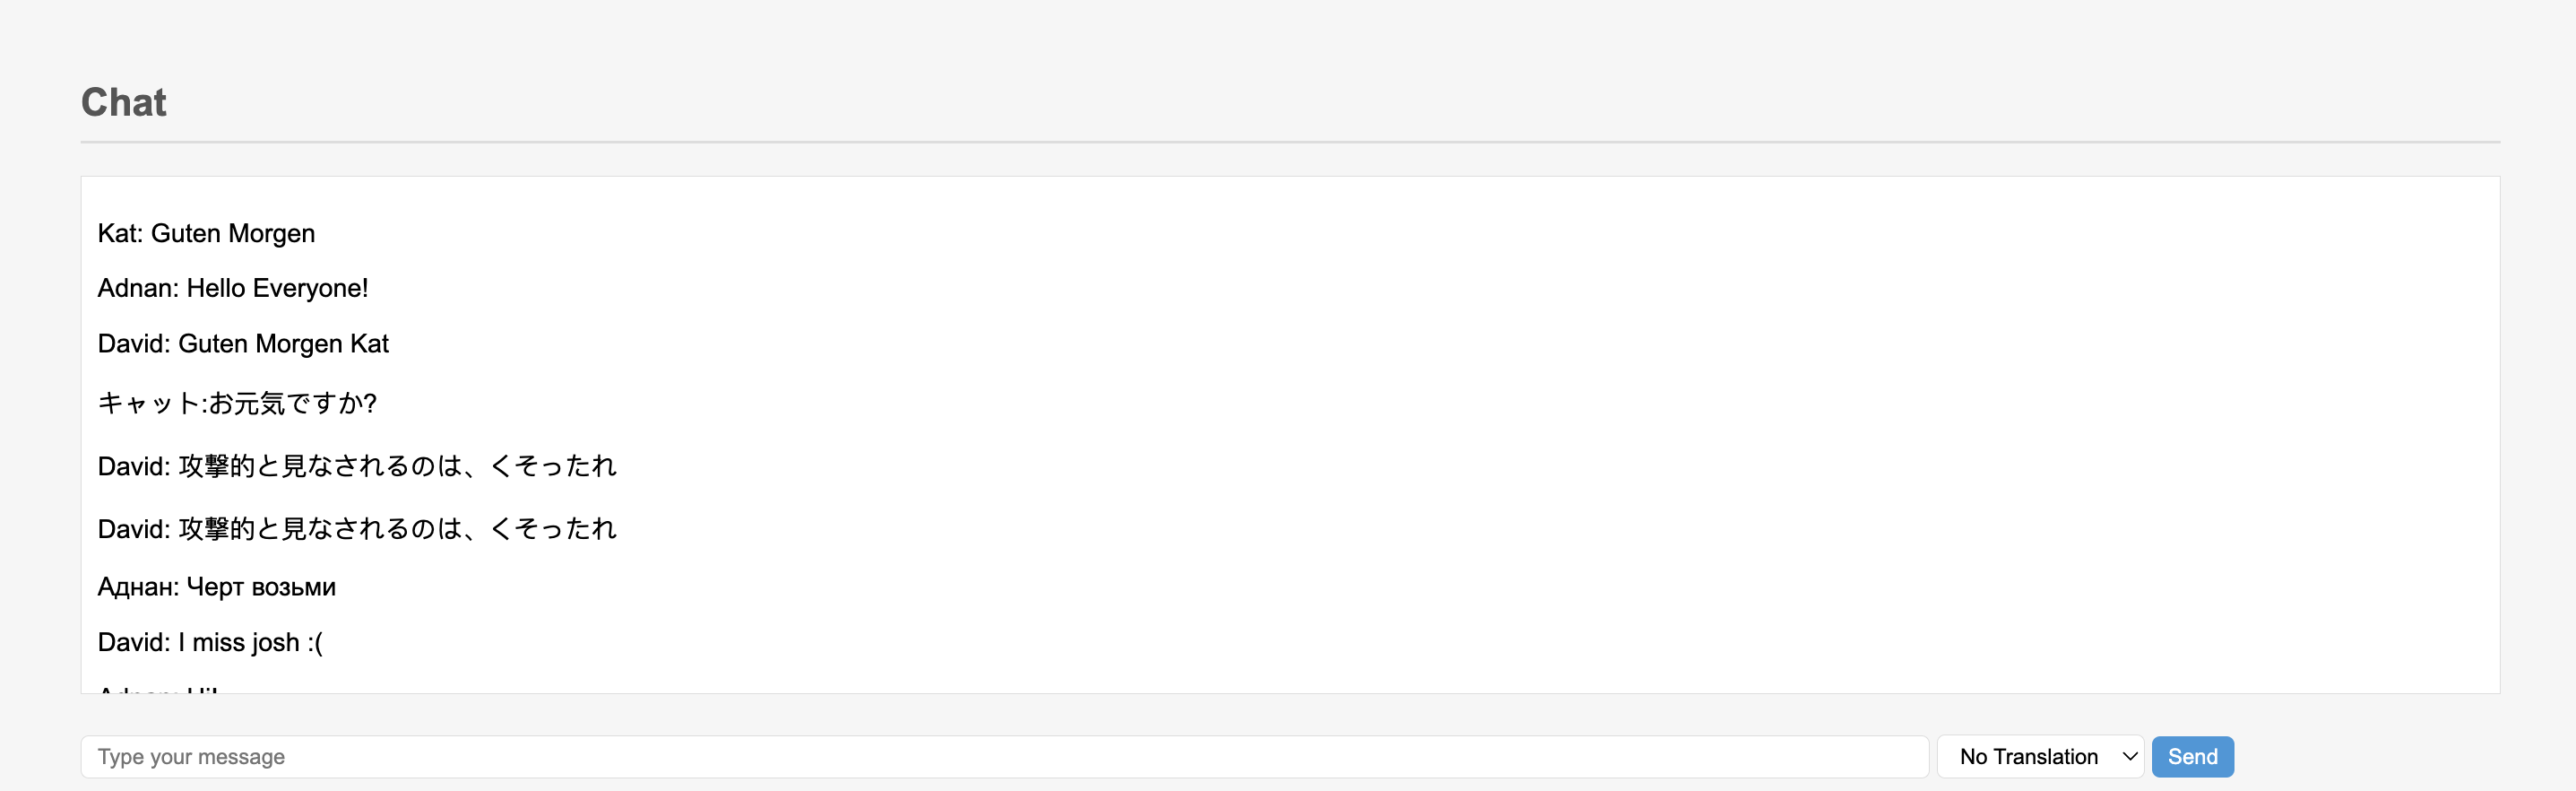 Chat
Kat: Guten Morgen
Adnan: Hello Everyone!
David: Guten Morgen Kat
キャット:お元気ですか?
David: 攻撃的と見なされるのは、くそったれ
David: 攻撃的と見なされるのは、くそったれ
Аднан: Черт возьми
David: I miss josh :(
Adnan: Hi!
Type your message
No Translation
Send